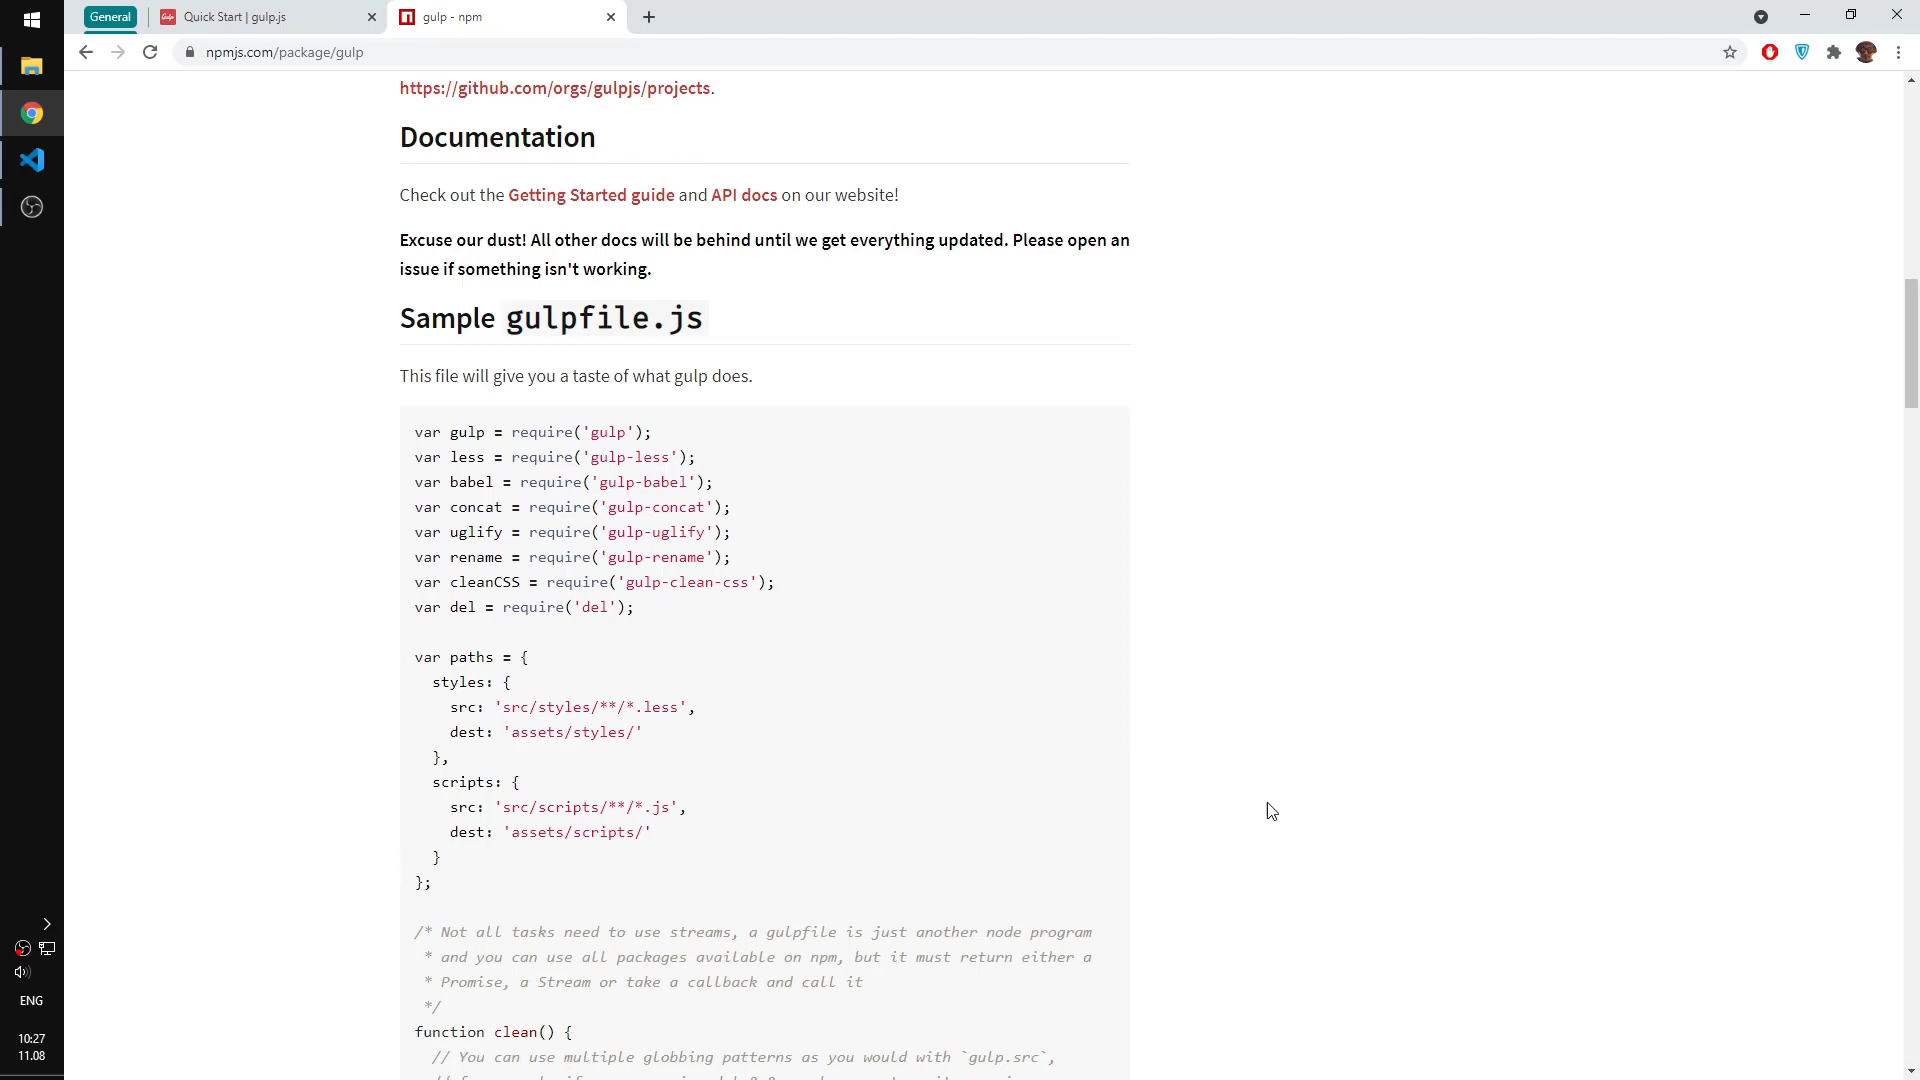 General
Quick Start | gulp.js
gulp - npm
npmjs.com/package/gulp
https://github.com/orgs/gulpjs/projects.
Documentation
Check out the Getting Started guide and API docs on our website!
Excuse our dust! All other docs will be behind until we get everything updated. Please open an
issue if something isn't working.
Sample gulpfile.js
This file will give you a taste of what gulp does.
var gulp = require('gulp');
var less = require('gulp-less');
var babel = require('gulp-babel');
var concat = require('gulp-concat');
var uglify = require('gulp-uglify');
var rename = require('gulp-rename');
var cleanCSS = require('gulp-clean-css');
var del = require('del');
var paths = {
styles: {
src: 'src/styles/**/*.less',
dest: 'assets/styles/'
},
scripts: {
src: 'src/scripts/**/*.js',
dest: 'assets/scripts/'
}
};
/* Not all tasks need to use streams, a gulpfile is just another node program
* and you can use all packages available on npm, but it must return either a
* Promise, a Stream or take a callback and call it
*/
function clean() {
// You can use multiple globbing patterns as you would with `gulp.src`,
ENG
10:27
11.08